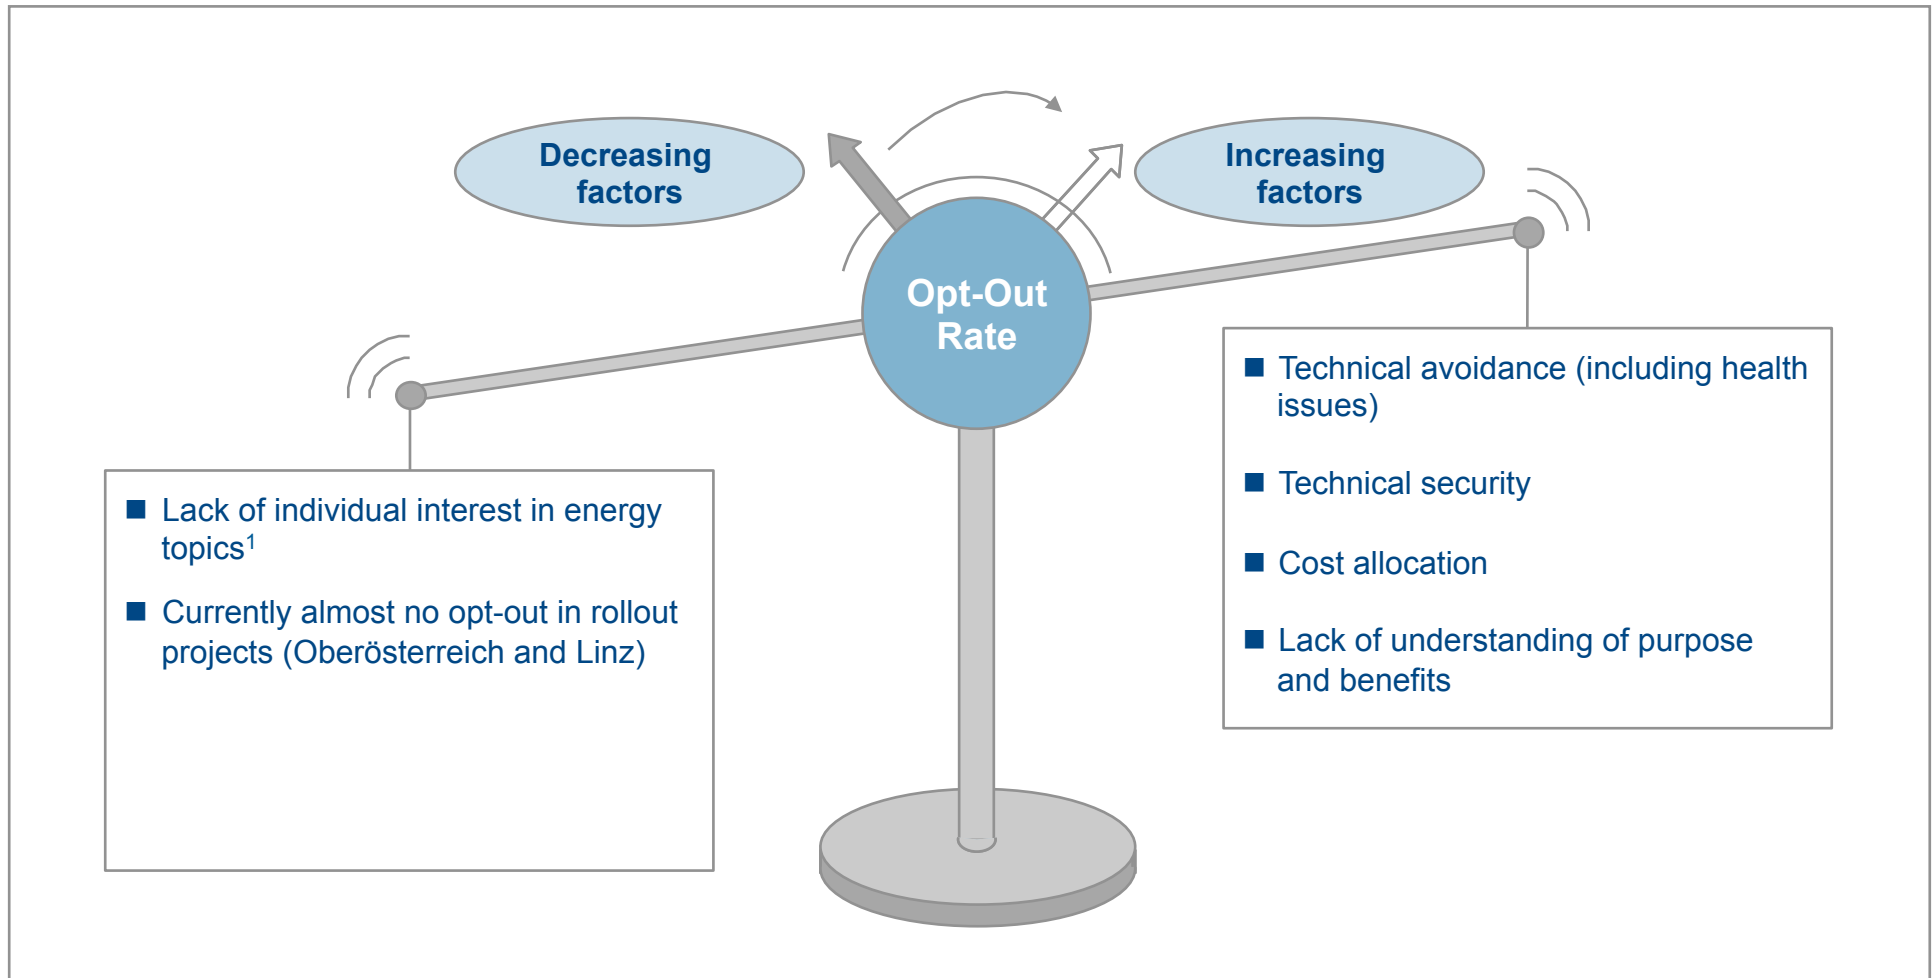 Decreasing
factors
Increasing
factors
Opt-Out
Rate
■ Lack of individual interest in energy
topics¹
■ Currently almost no opt-out in rollout
projects (Oberösterreich and Linz)
■ Technical avoidance (including health
issues)
■ Technical security
■ Cost allocation
■ Lack of understanding of purpose
and benefits